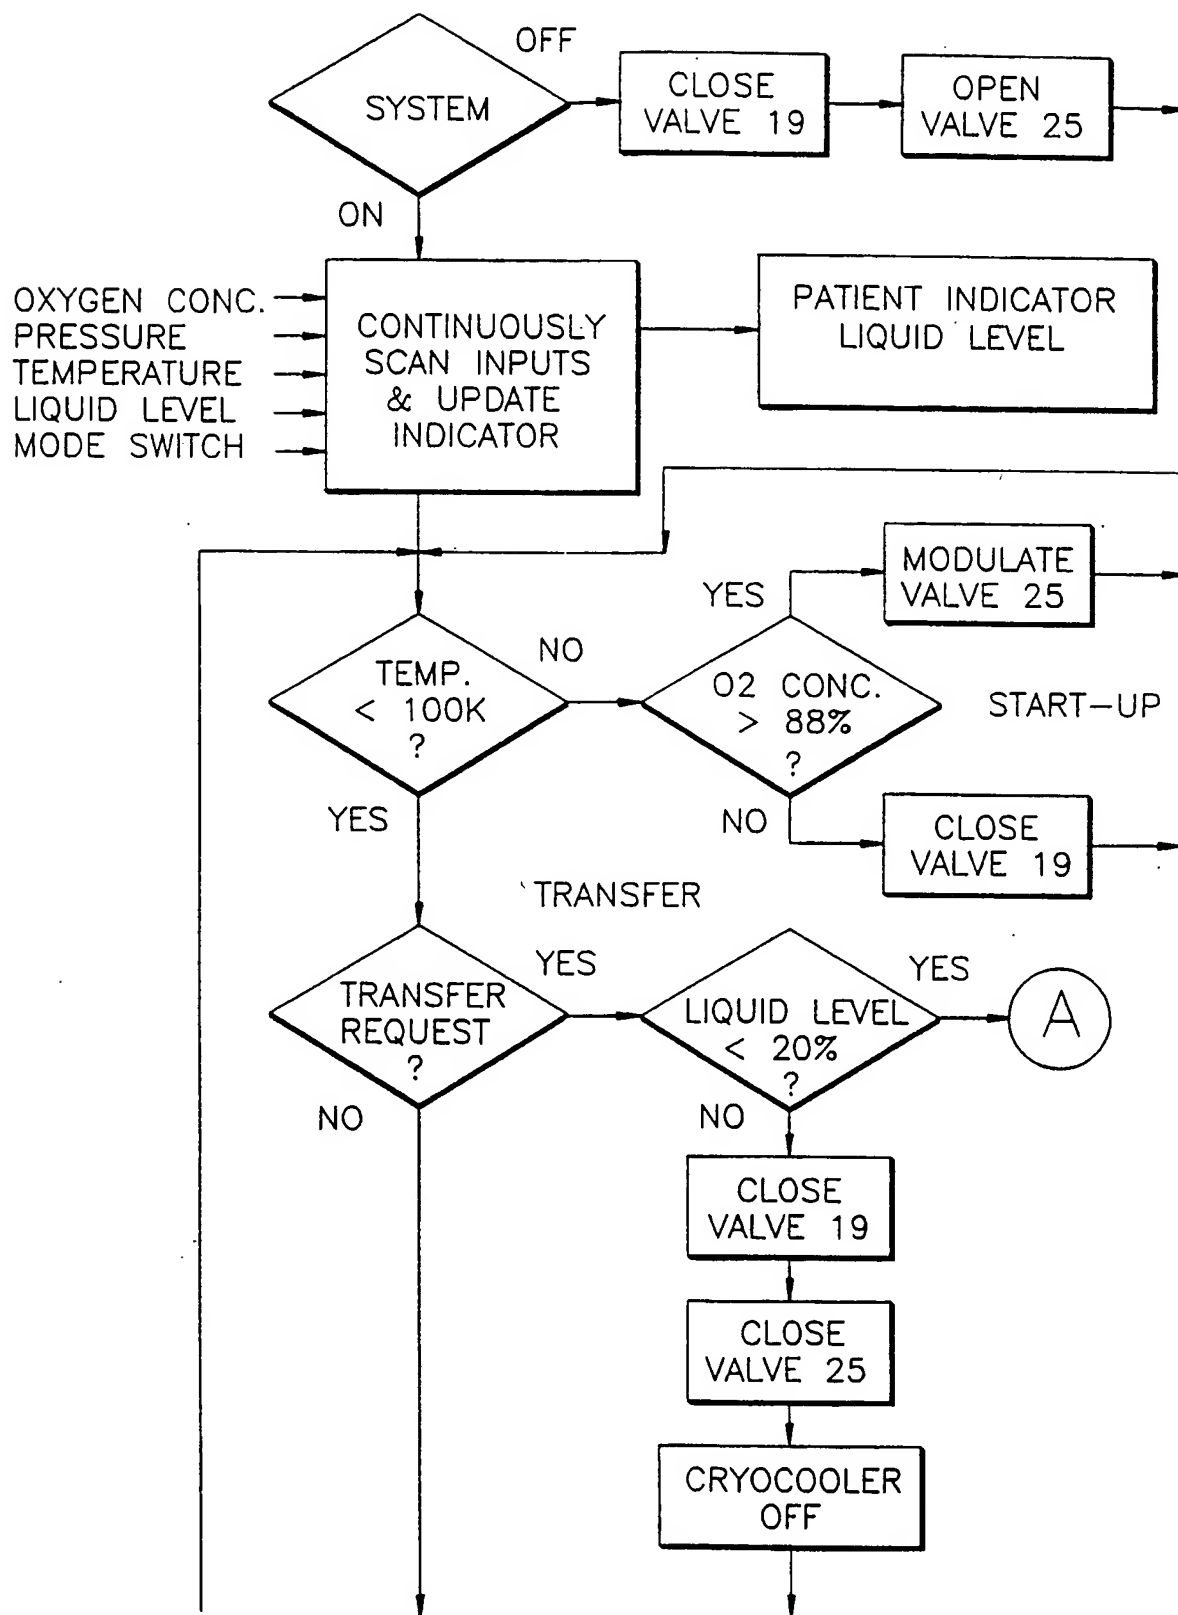 OFF
SYSTEM
CLOSE
VALVE 19
OPEN
VALVE 25
ON
OXYGEN CONC.
PRESSURE
TEMPERATURE
LIQUID LEVEL
MODE SWITCH
CONTINUOUSLY
SCAN INPUTS
& UPDATE
INDICATOR
PATIENT INDICATOR
LIQUID LEVEL
MODULATE
VALVE 25
YES
NO
TEMP.
< 100K
?
O2 CONC.
> 88%
?
START-UP
YES
NO
CLOSE
VALVE 19
TRANSFER
YES
YES
TRANSFER
REQUEST
?
LIQUID LEVEL
< 20%
?
A
NO
NO
CLOSE
VALVE 19
CLOSE
VALVE 25
CRYOCOOLER
OFF